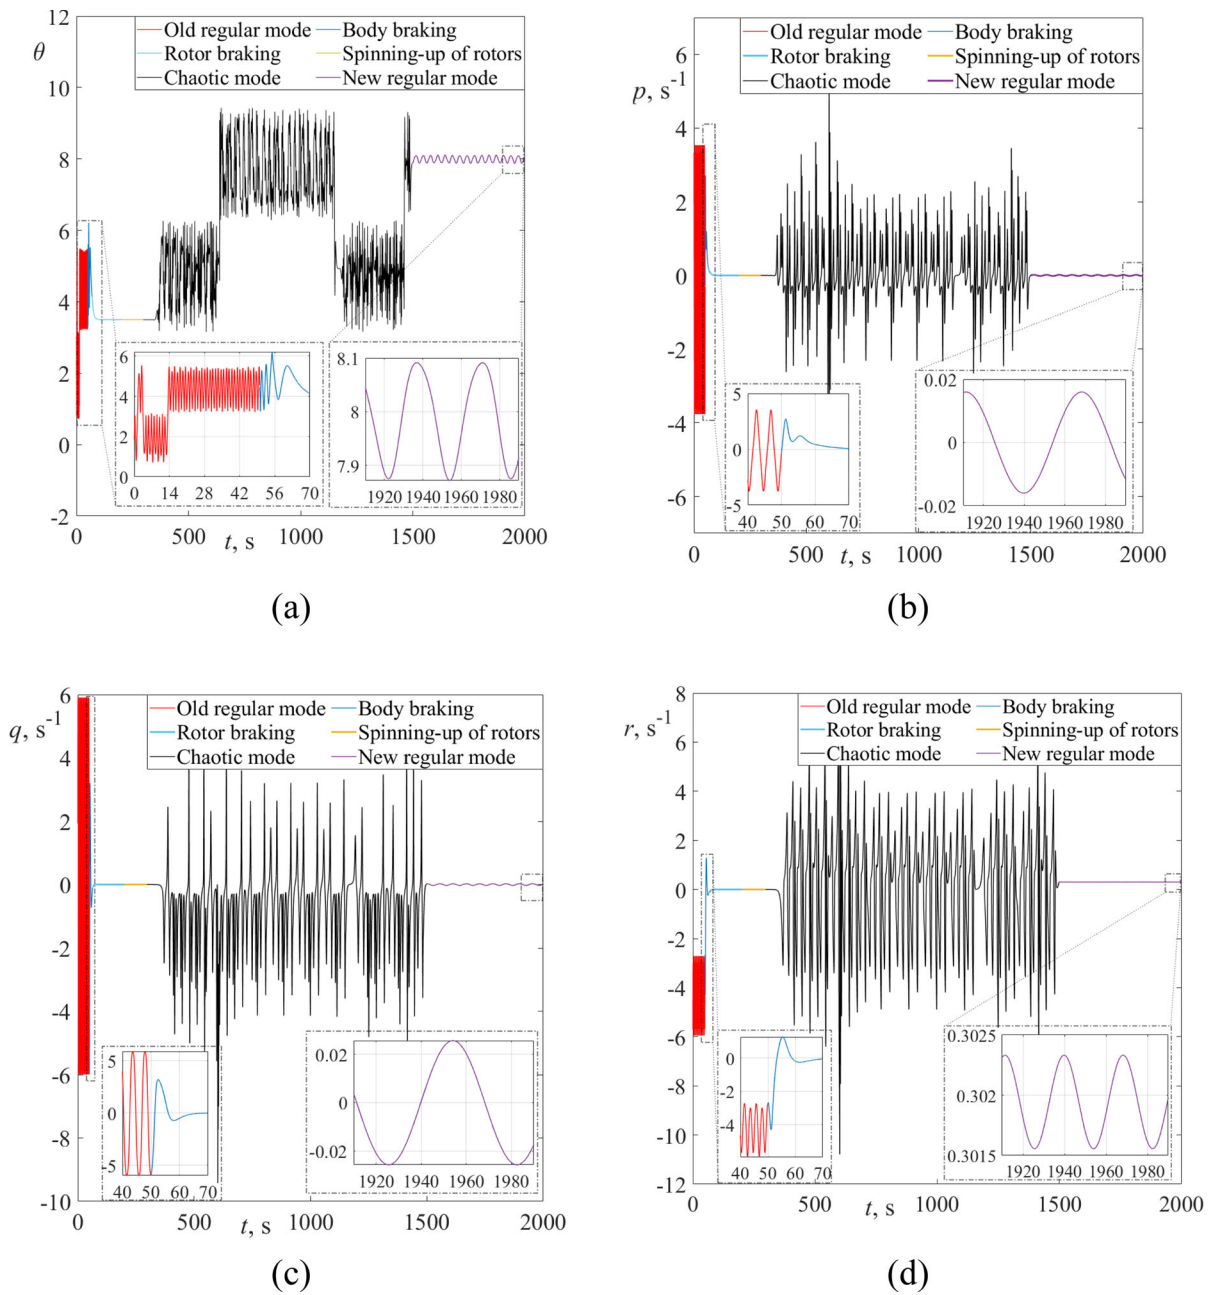 12
θ
Old regular mode
Body braking
Rotor braking
Spinning-up of rotors
Chaotic mode
New regular mode
10
8
6
4
2
0
-2
6
4
2
0
0 14 28 42 56 70
8.1
8
7.9
1920 1940 1960 1980
500 1000 1500 2000
t, s
(a)
6
p, s-1
Old regular mode
Body braking
Rotor braking
Spinning-up of rotors
Chaotic mode
New regular mode
4
2
0
-2
-4
-6
5
0
-5
40 50 60 70
0.02
0
-0.02
1920 1940 1960 1980
0 500 1000 1500 2000
t, s
(b)
6
q, s-1
Old regular mode
Body braking
Rotor braking
Spinning-up of rotors
Chaotic mode
New regular mode
4
2
0
-2
-4
-6
-8
-10
5
0
5
40 50 60 70
0.02
0
-0.02
1920 1940 1960 1980
0 500 1000 1500 2000
t, s
(c)
8
r, s-1
Old regular mode
Body braking
Rotor braking
Spinning-up of rotors
Chaotic mode
New regular mode
6
4
2
0
-2
-4
-6
-8
-10
-12
0
-2
-4
40 50 60 70
0.3025
0.302
0.3015
1920 1940 1960 1980
0 500 1000 1500 2000
t, s
(d)